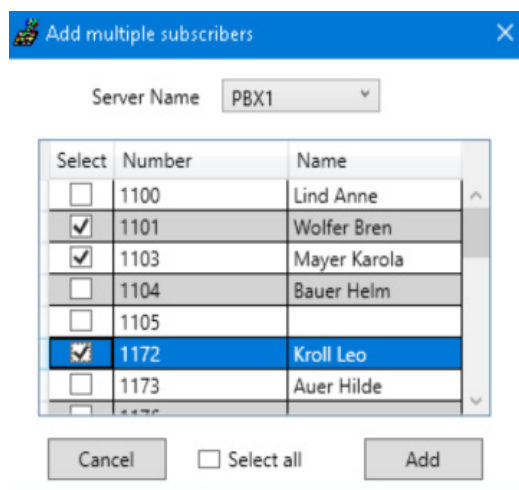 Add multiple subscribers
Server Name PBX1
Select Number Name
1100 Lind Anne
1101 Wolfer Bren
1103 Mayer Karola
1104 Bauer Helm
1105
1172 Kroll Leo
1173 Auer Hilde
Cancel Select all Add